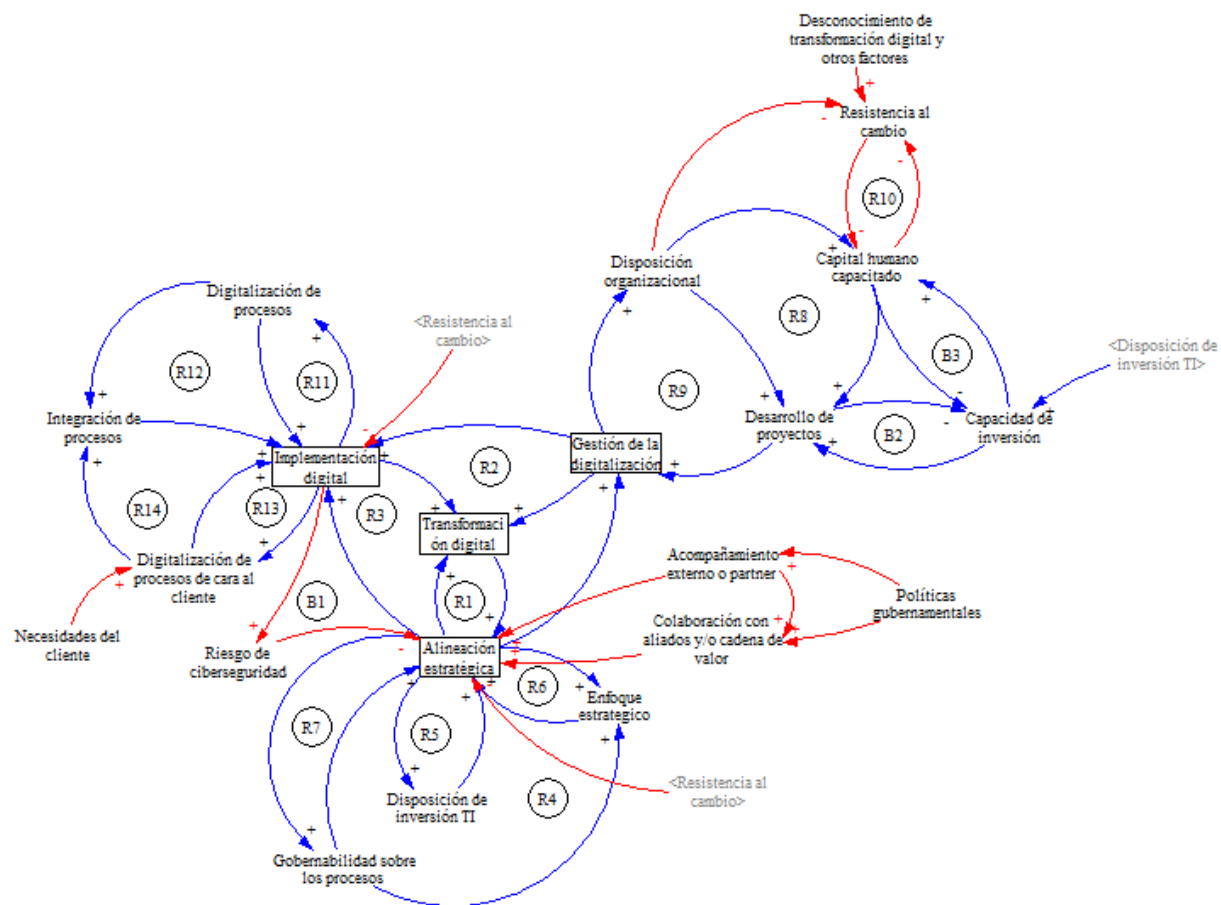 Desconocimiento de
transformación digital y
otros factores
+
-
Resistencia al
cambio
-
R10
-
+
Disposición
organizacional
Capital humano
capacitado
+
+
Digitalización de
procesos
+
<Resistencia al
cambio>
R8
<Disposición de
inversión TI>
B3
R12
R11
R9
+
+
+
-
+
Integración de
procesos
+
-
Desarrollo de
proyectos
-
Capacidad de
inversión
B2
+
+
+
Implementación
digital
+
+
+
R2
Gestión de la
digitalización
+
+
R14
R13
R3
+
+
Transformaci
ón digital
+
Digitalización de
procesos de cara al
cliente
+
+
Acompañamiento
externo o partner
+
Políticas
gubernamentales
B1
R1
+
Necesidades del
cliente
+
Riesgo de
ciberseguridad
-
Alineación
estratégica
+
+
Colaboración con
aliados y/o cadena de
valor
+
+
R6
+
+
+
+
Enfoque
estrategico
R7
R5
+
+
<Resistencia al
cambio>
Disposición de
inversión TI
R4
+
Gobernabilidad sobre
los procesos